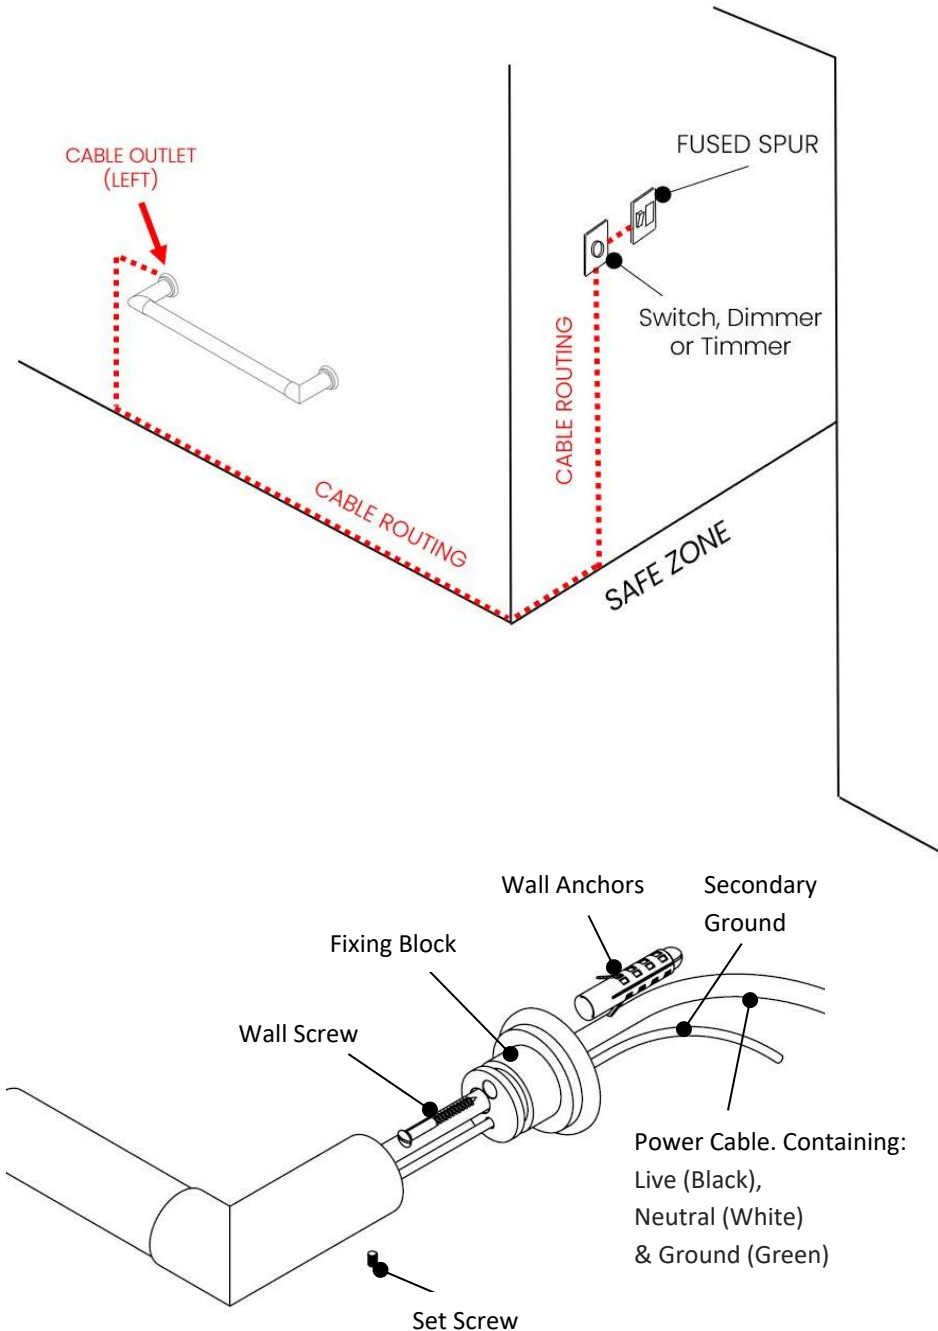 FUSED SPUR
CABLE OUTLET
(LEFT)
Switch, Dimmer
or Timmer
CABLE ROUTING
CABLE ROUTING
SAFE ZONE
Wall Anchors
Secondary
Ground
Fixing Block
Wall Screw
Power Cable. Containing:
Live (Black),
Neutral (White)
& Ground (Green)
Set Screw